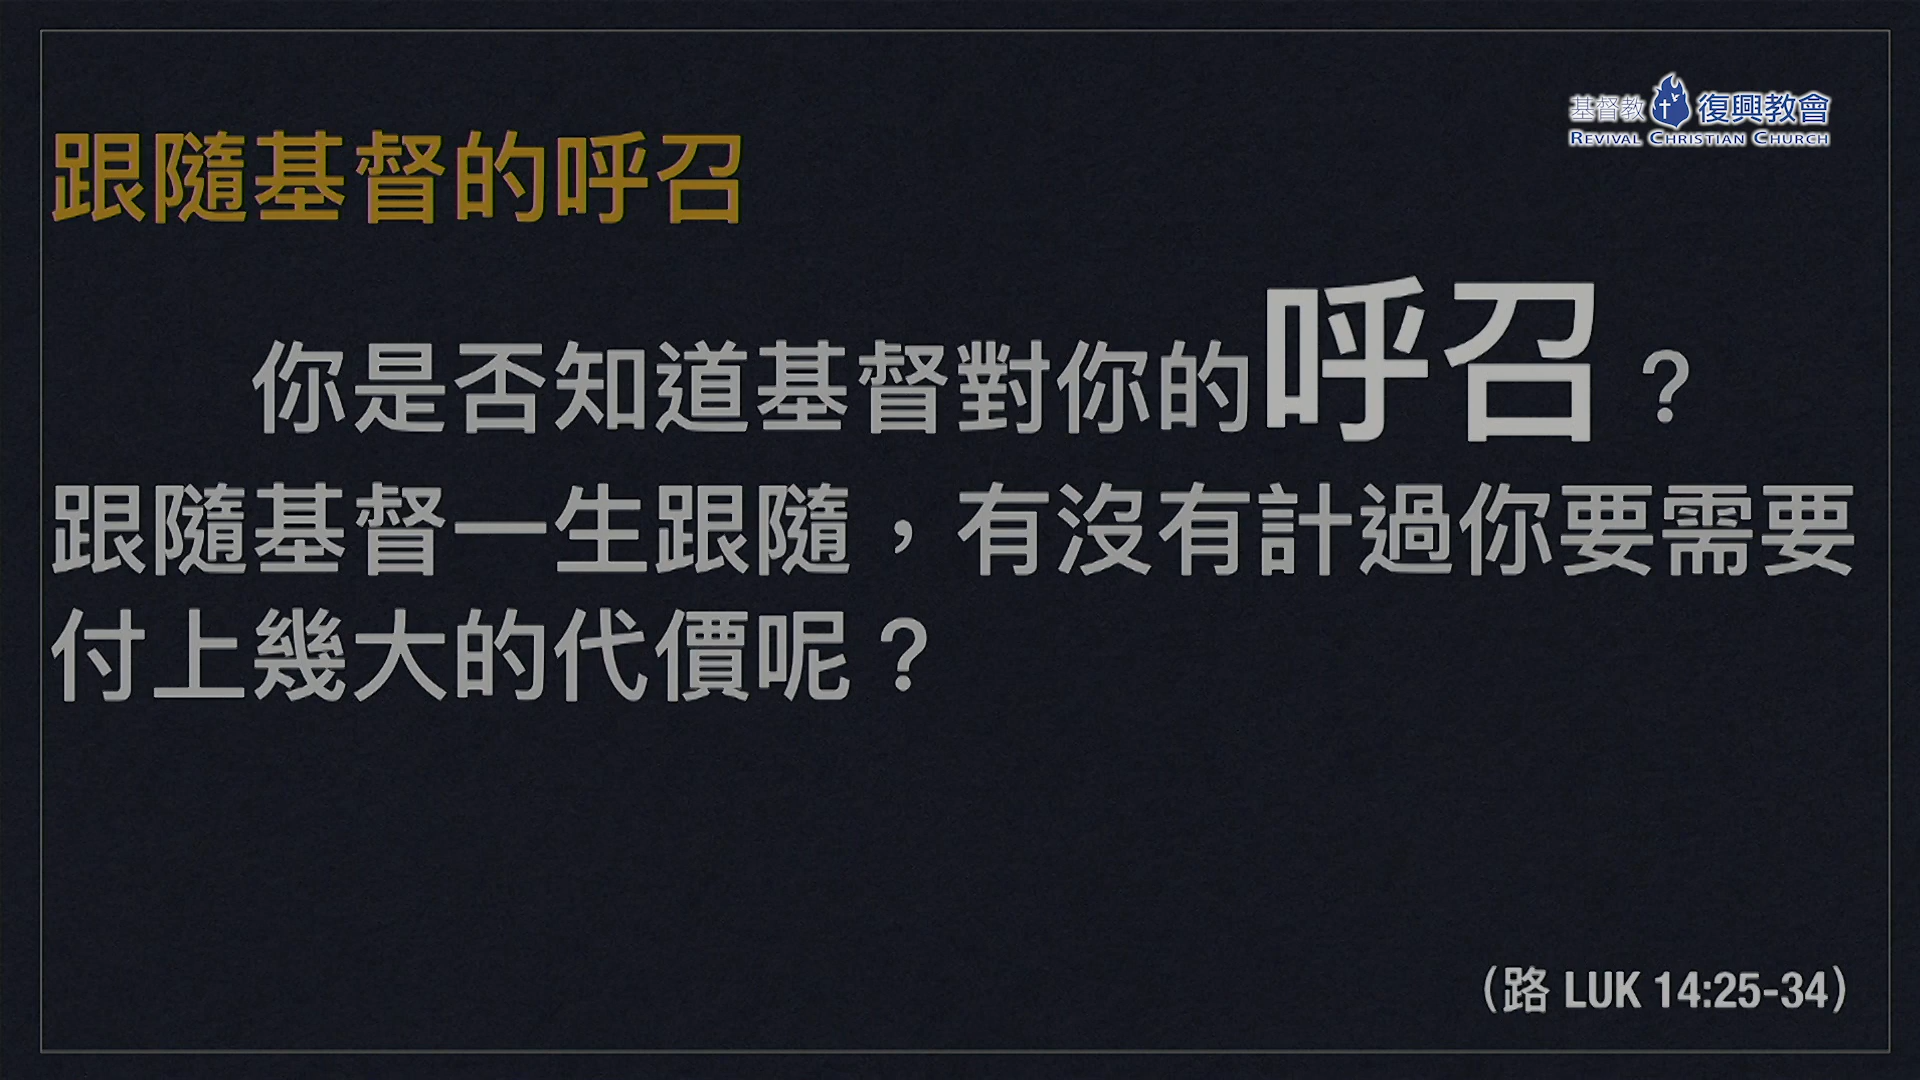 基督教 復興教會
REVIVAL CHRISTIAN CHURCH
跟隨基督的呼召
你是否知道基督對你的呼召？
跟隨基督一生跟隨，有沒有計過你要需要
付上幾大的代價呢？
（路 LUK 14:25-34）